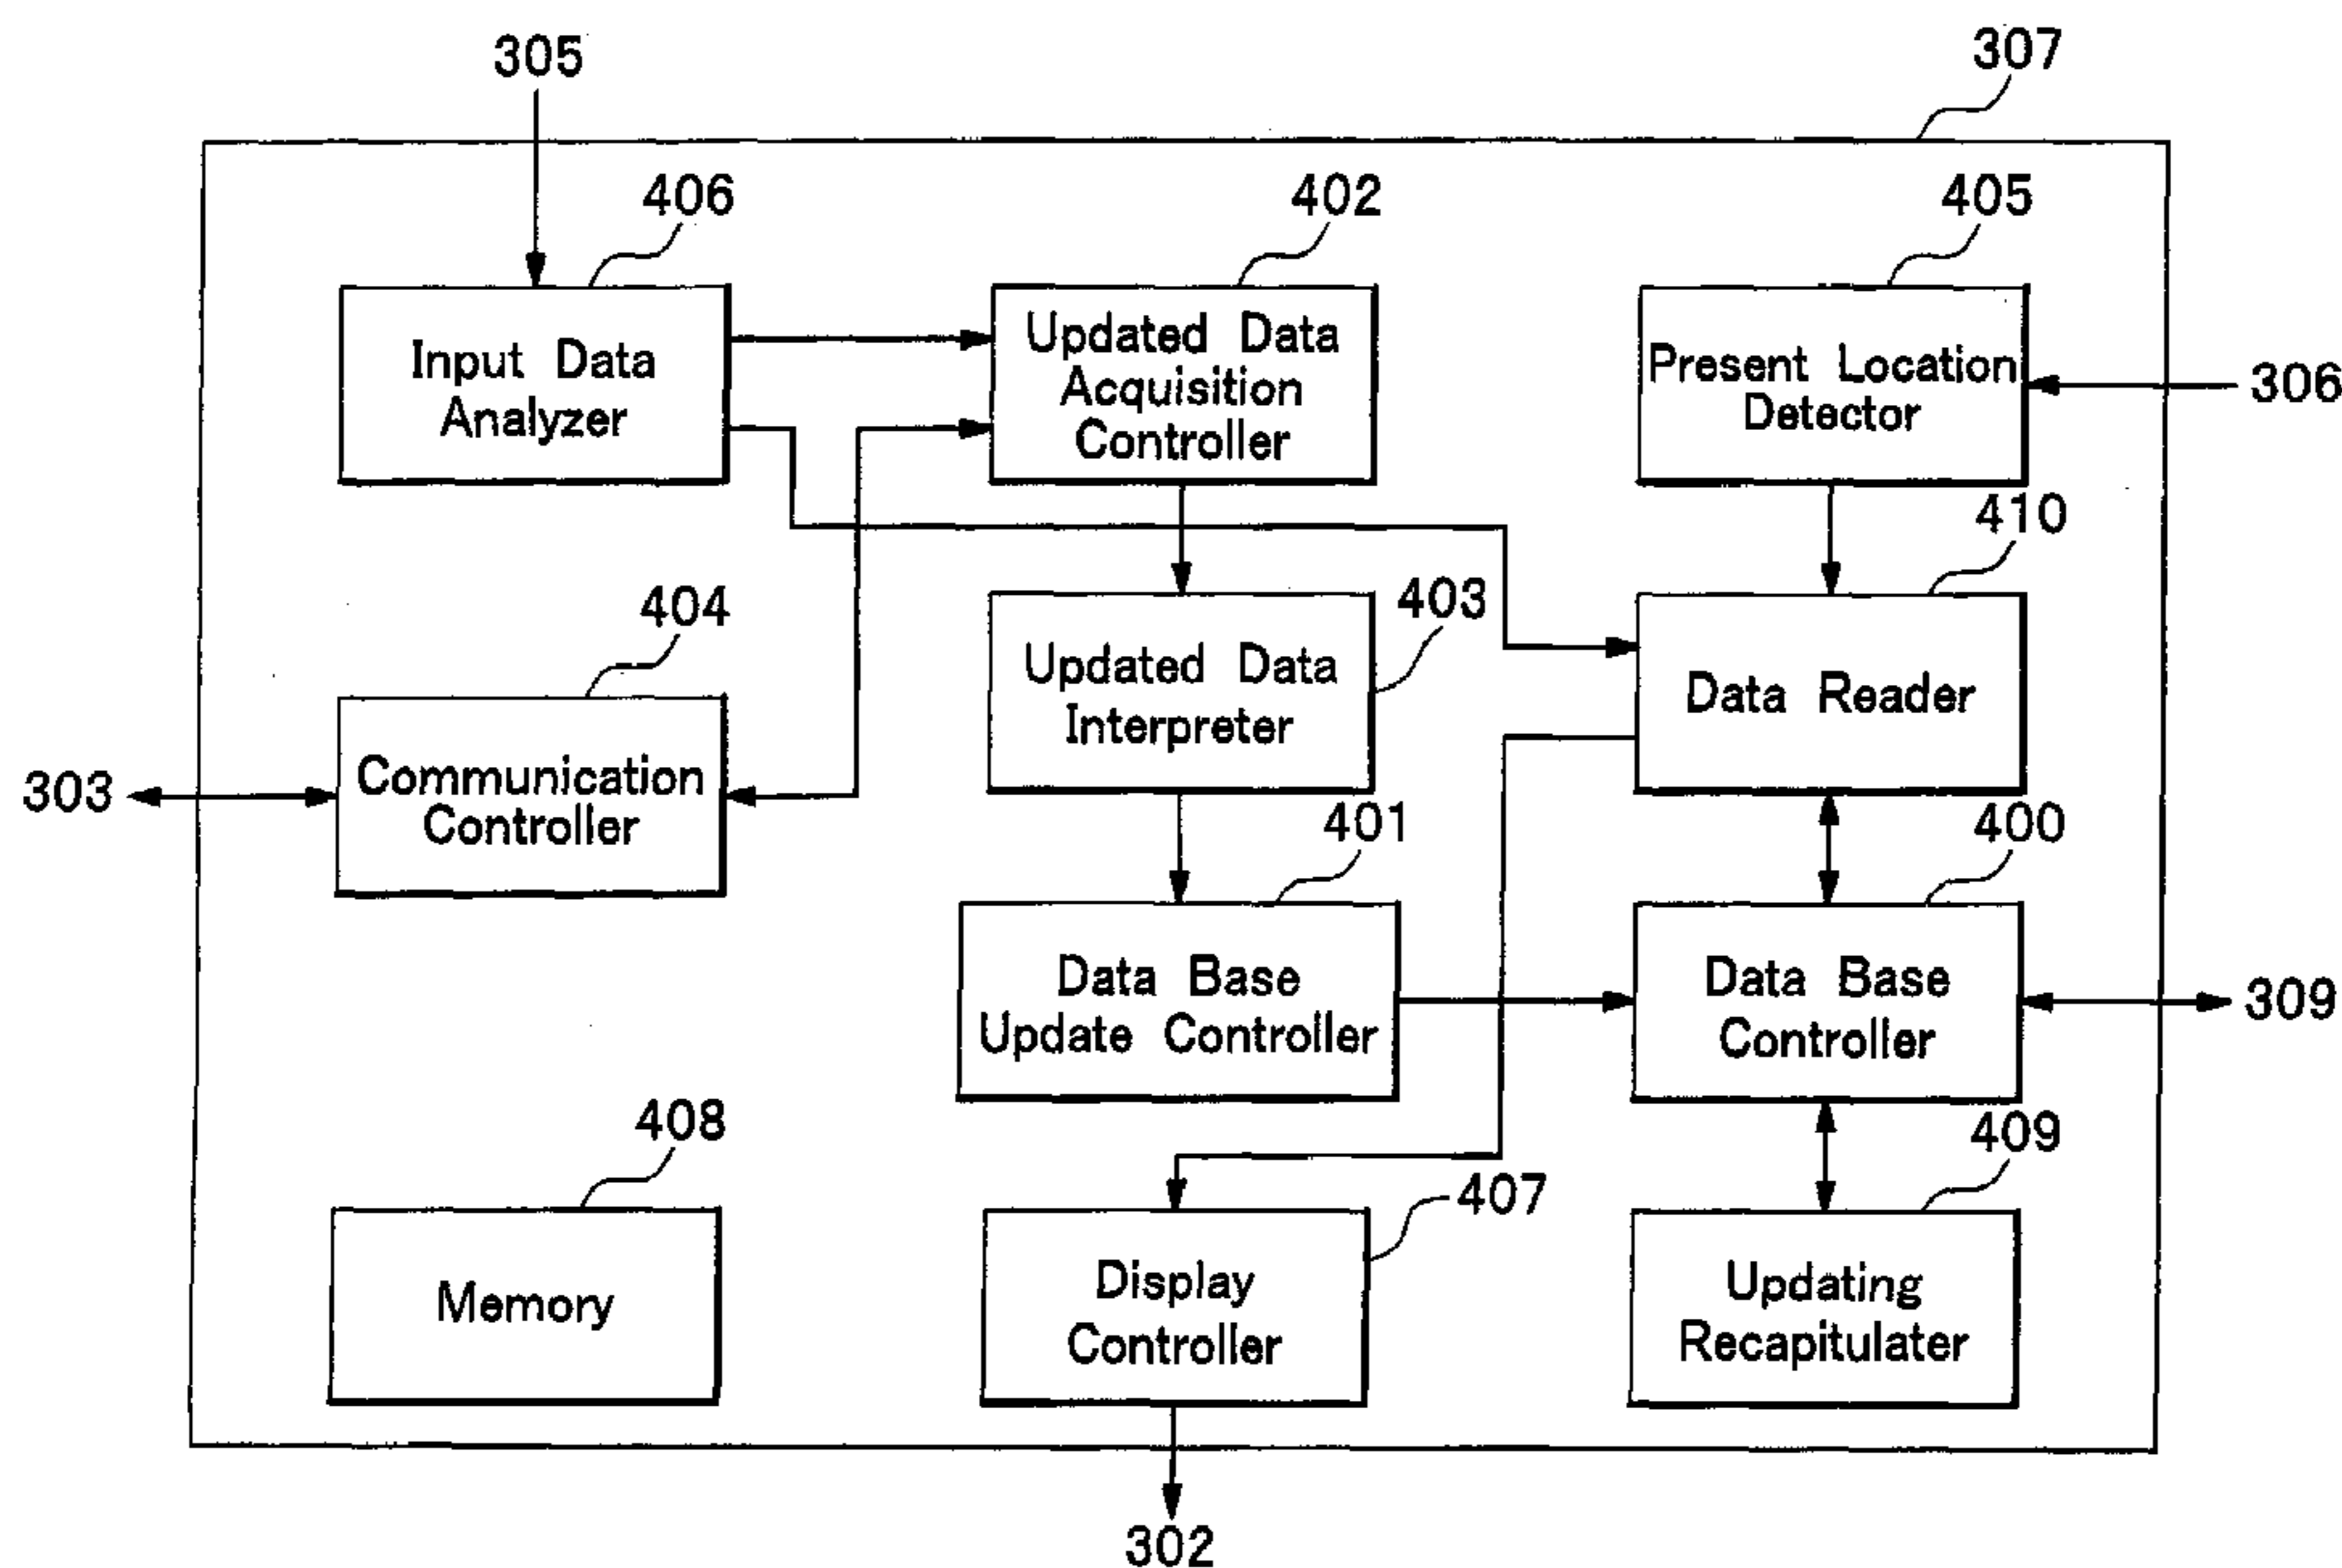 305
307
406
402
405
Input Data
Analyzer
Updated Data
Acquisition
Controller
Present Location
Detector
306
410
404
403
Updated Data
Interpreter
Data Reader
303
Communication
Controller
401
400
Data Base
Update Controller
Data Base
Controller
309
408
409
407
Memory
Display
Controller
Updating
Recapitulater
302